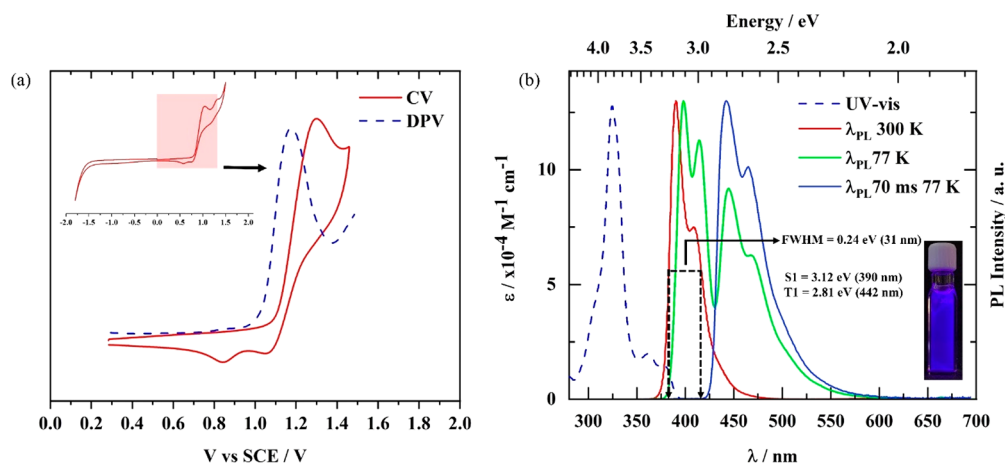 (a)
CV
DPV
-2.0 -1.5 -1.0 -0.5 0.0 0.5 1.0 1.5 2.0
0.0 0.2 0.4 0.6 0.8 1.0 1.2 1.4 1.6 1.8 2.0
V vs SCE / V
(b)
Energy / eV
4.0 3.5 3.0 2.5 2.0
UV-vis
λPL 300 K
λPL 77 K
λPL 70 ms 77 K
FWHM = 0.24 eV (31 nm)
S1 = 3.12 eV (390 nm)
T1 = 2.81 eV (442 nm)
10
5
0
ε / x10⁻⁴ M⁻¹ cm⁻¹
PL Intensity / a. u.
300 350 400 450 500 550 600 650 700
λ / nm